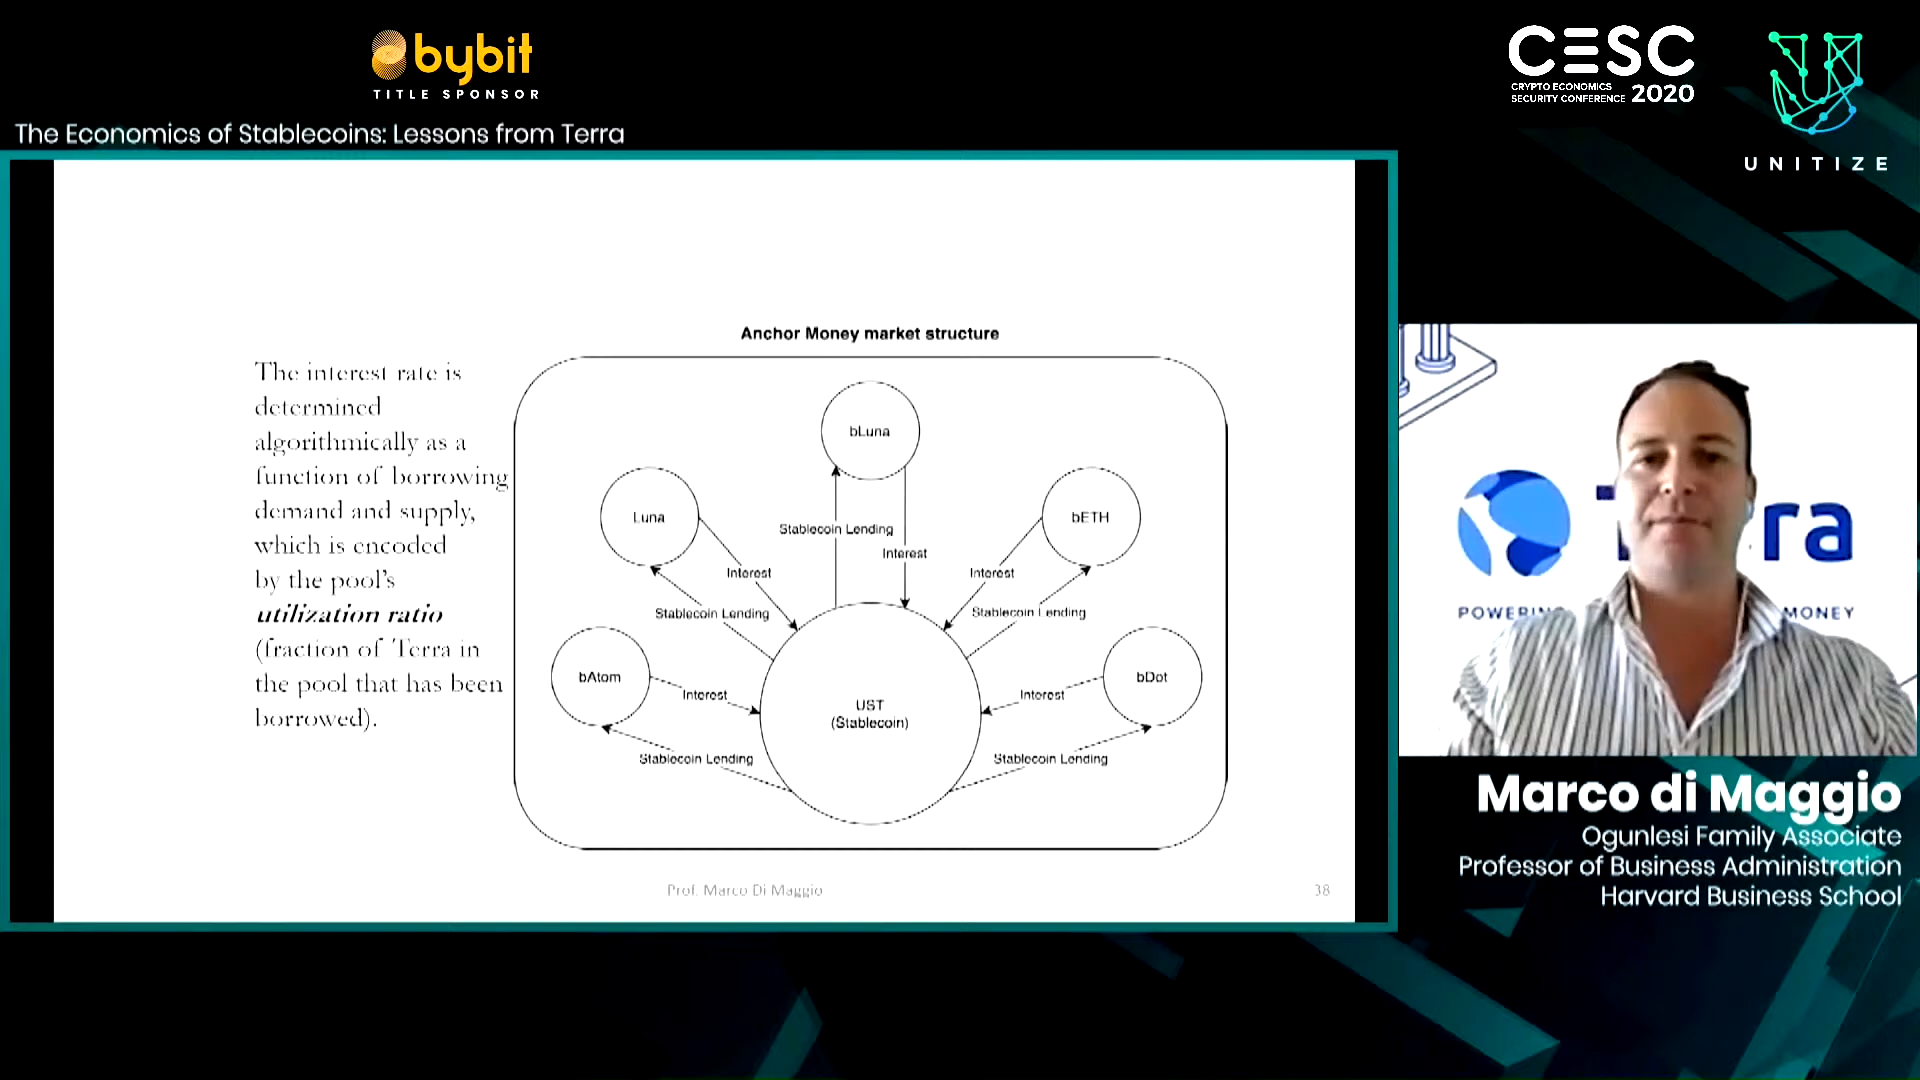 bybit
TITLE SPONSOR
CESC
CRYPTO ECONOMICS
SECURITY CONFERENCE 2020
UNITIZE
The Economics of Stablecoins: Lessons from Terra
Anchor Money market structure
The interest rate is
determined
algorithmically as a
function of borrowing
demand and supply,
which is encoded
by the pool's
utilization ratio
(fraction of Terra in
the pool that has been
borrowed).
bLuna
Luna
bETH
Stablecoin Lending
Interest
Interest
Interest
Stablecoin Lending
Stablecoin Lending
bAtom
bDot
Interest
Interest
UST
(Stablecoin)
Stablecoin Lending
Stablecoin Lending
Prof. Marco Di Maggio
38
ra
MONEY
Marco di Maggio
Ogunlesi Family Associate
Professor of Business Administration
Harvard Business School